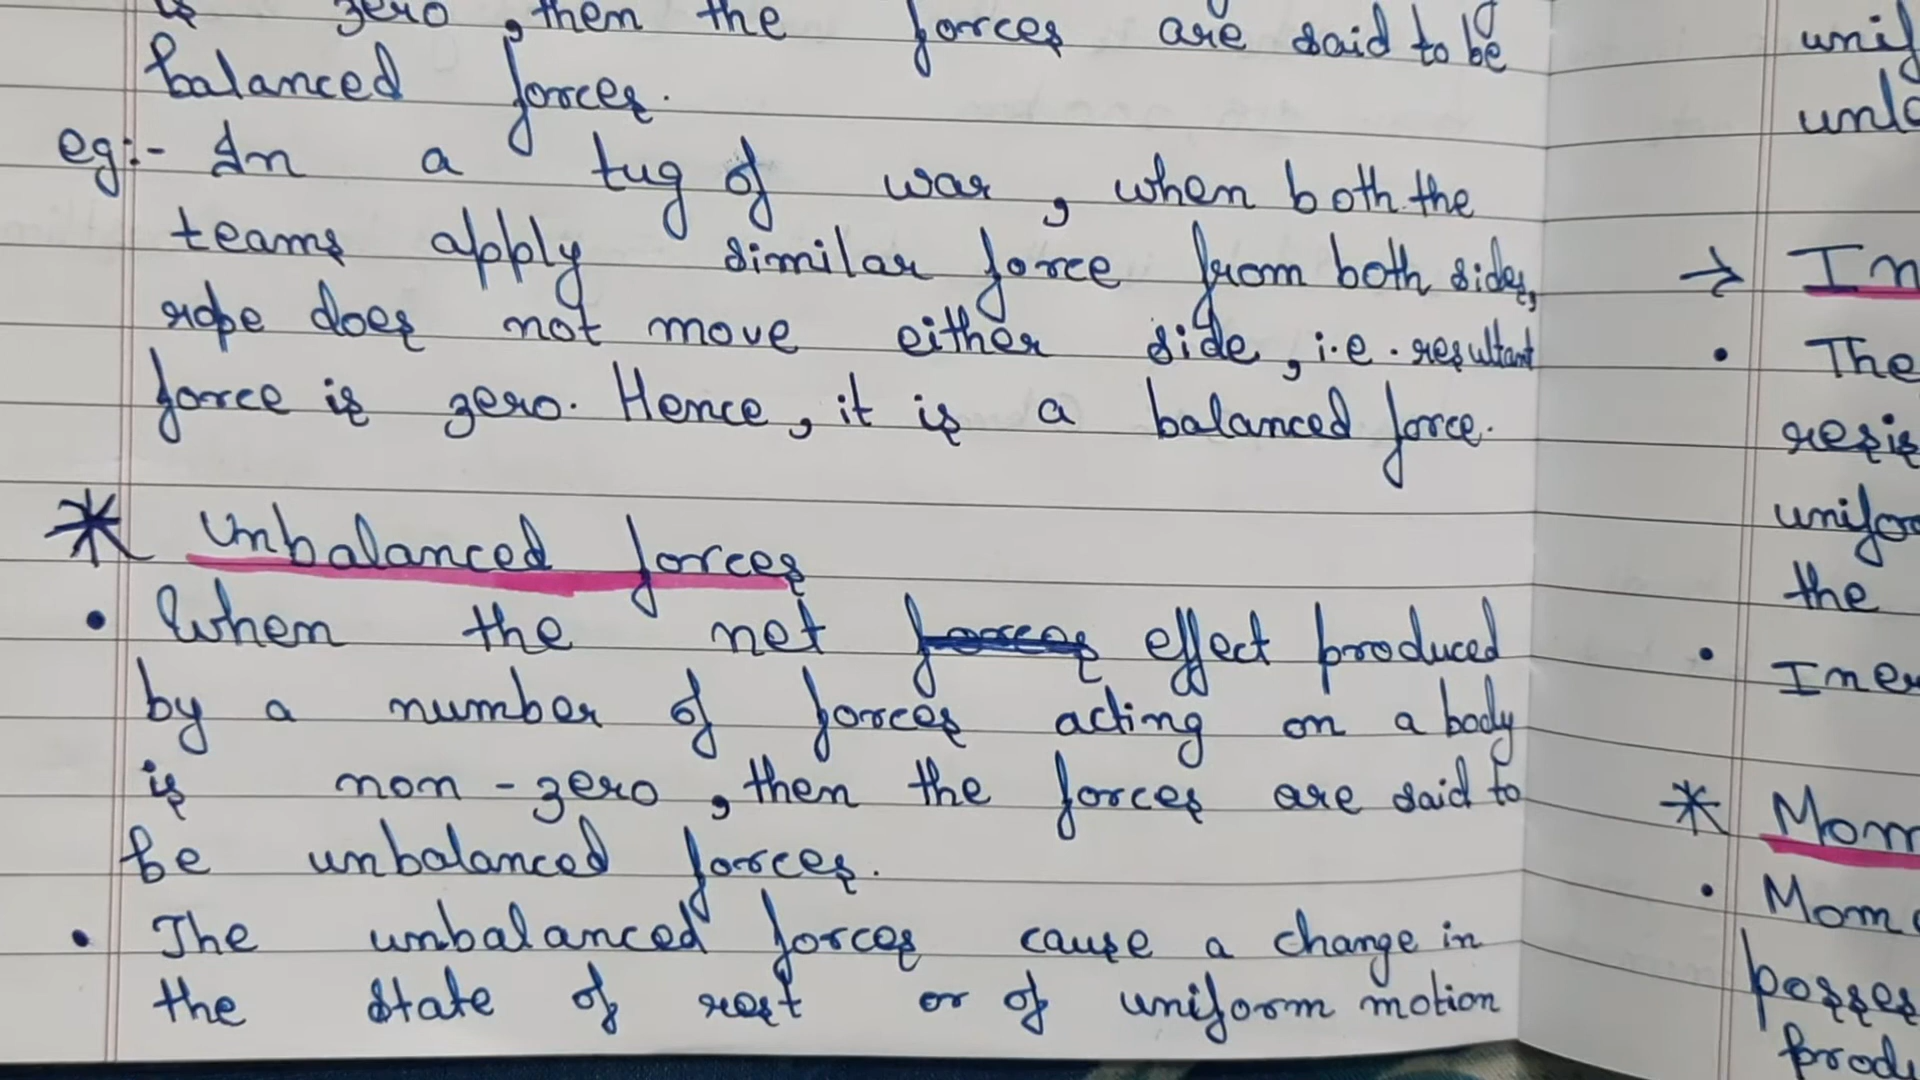 is zero, then the forces are said to be
balanced forces.
eg:- In a tug of war, when both the
teams apply similar force from both sides,
rope does not move either side, i.e. resultant
force is zero. Hence, it is a balanced force.
* Unbalanced forces
• When the net forces effect produced
by a number of forces acting on a body
is non-zero, then the forces are said to
be unbalanced forces.
• The unbalanced forces cause a change in
the state of rest or of uniform motion
→
• The
the
*
•